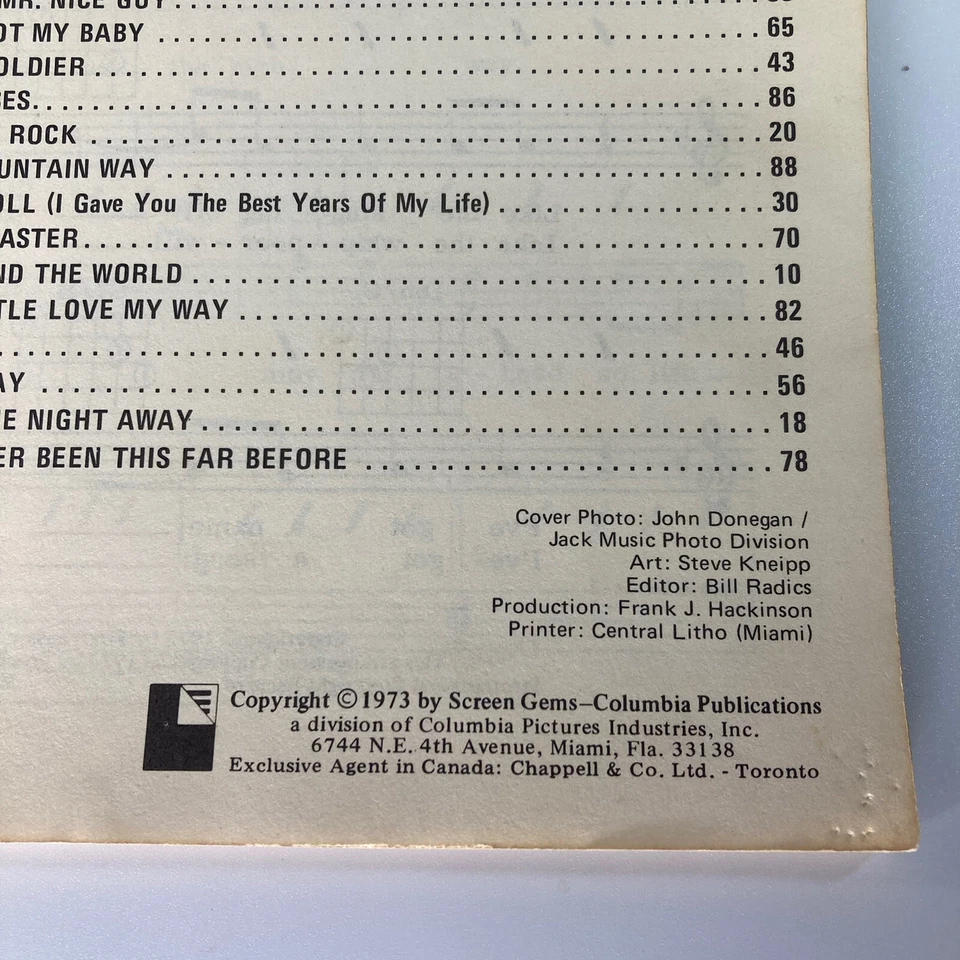 MR. NICE GUY
OT MY BABY . . . . . . . . . . . . . . . . . . . . . . . . . . . . . . . . . . . . . . . 65
OLDIER . . . . . . . . . . . . . . . . . . . . . . . . . . . . . . . . . . . . . . . . . . . 43
ES. . . . . . . . . . . . . . . . . . . . . . . . . . . . . . . . . . . . . . . . . . . . . . . 86
ROCK . . . . . . . . . . . . . . . . . . . . . . . . . . . . . . . . . . . . . . . . . . . 20
UNTAIN WAY . . . . . . . . . . . . . . . . . . . . . . . . . . . . . . . . . . . . . . 88
OLL (I Gave You The Best Years Of My Life) . . . . . . . . . . . . . . . . . 30
ASTER. . . . . . . . . . . . . . . . . . . . . . . . . . . . . . . . . . . . . . . . . . . . 70
ND THE WORLD . . . . . . . . . . . . . . . . . . . . . . . . . . . . . . . . . . . . . 10
TLE LOVE MY WAY . . . . . . . . . . . . . . . . . . . . . . . . . . . . . . . . . . 82
. . . . . . . . . . . . . . . . . . . . . . . . . . . . . . . . . . . . . . . . . . . . . . . . . 46
AY . . . . . . . . . . . . . . . . . . . . . . . . . . . . . . . . . . . . . . . . . . . . . . . 56
E NIGHT AWAY . . . . . . . . . . . . . . . . . . . . . . . . . . . . . . . . . . . . . 18
ER BEEN THIS FAR BEFORE . . . . . . . . . . . . . . . . . . . . . . . . . . 78
Cover Photo: John Donegan /
Jack Music Photo Division
Art: Steve Kneipp
Editor: Bill Radics
Production: Frank J. Hackinson
Printer: Central Litho (Miami)
Copyright © 1973 by Screen Gems–Columbia Publications
a division of Columbia Pictures Industries, Inc.
6744 N.E. 4th Avenue, Miami, Fla. 33138
Exclusive Agent in Canada: Chappell & Co. Ltd. - Toronto